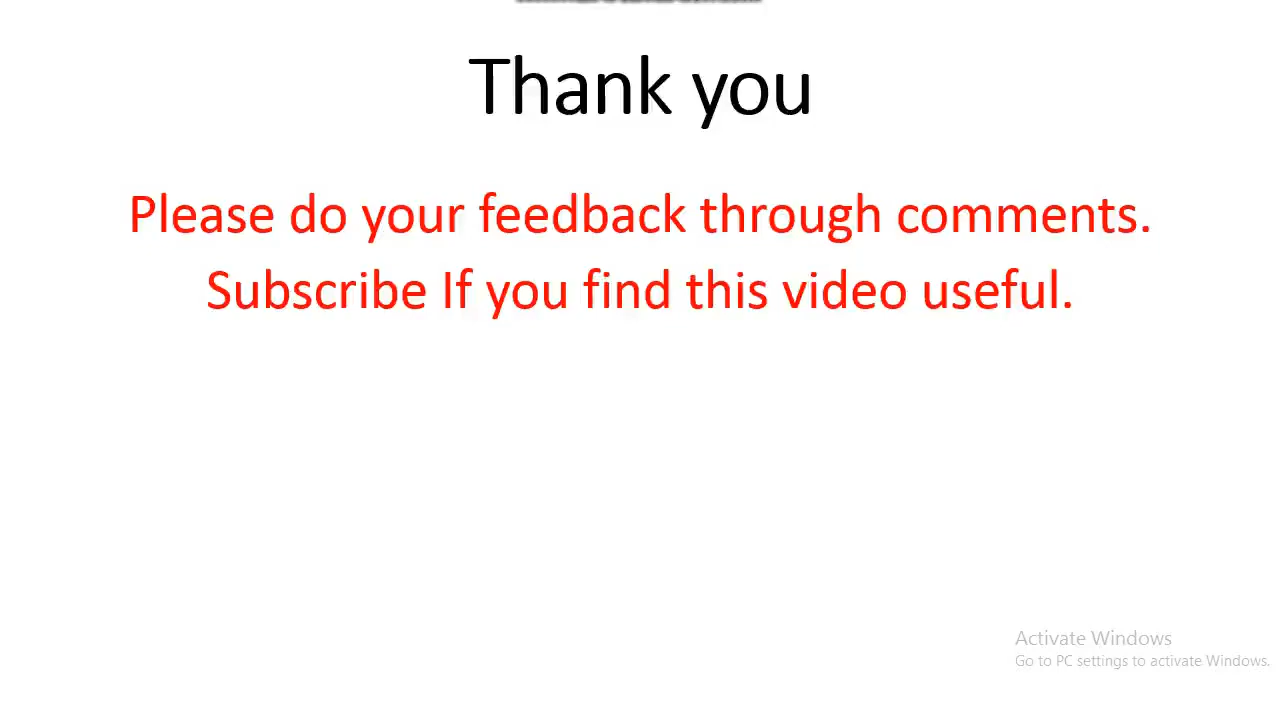 Thank you
Please do your feedback through comments.
Subscribe If you find this video useful.
Activate Windows
Go to PC settings to activate Windows.